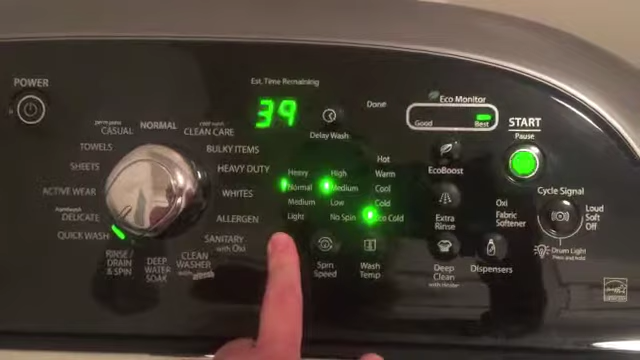 POWER
permapress
CASUAL
NORMAL
CLEAN CARE
TOWELS
BULKY ITEMS
SHEETS
HEAVY DUTY
ACTIVE WEAR
WHITES
handwash
DELICATE
ALLERGEN
QUICK WASH
SANITARY
with Oxi
RINSE/
DRAIN
& SPIN
DEEP
WATER
SOAK
CLEAN
WASHER
with
Est. Time Remaining
39
Delay Wash
Done
Eco Monitor
Good
Best
START
Pause
Heavy
Normal
Medium
Light
High
Medium
Low
No Spin
Hot
Warm
Cool
Cold
Eco Cold
Spin
Speed
Wash
Temp
EcoBoost
Extra
Rinse
Deep
Clean
with Heater
Oxi
Fabric
Softener
Dispensers
Cycle Signal
Loud
Soft
Off
Drum Light
Press and hold